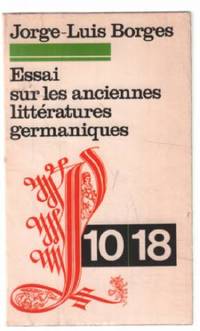 Jorge-Luis Borges
Essai
sur les anciennes
littératures
germaniques
10 18